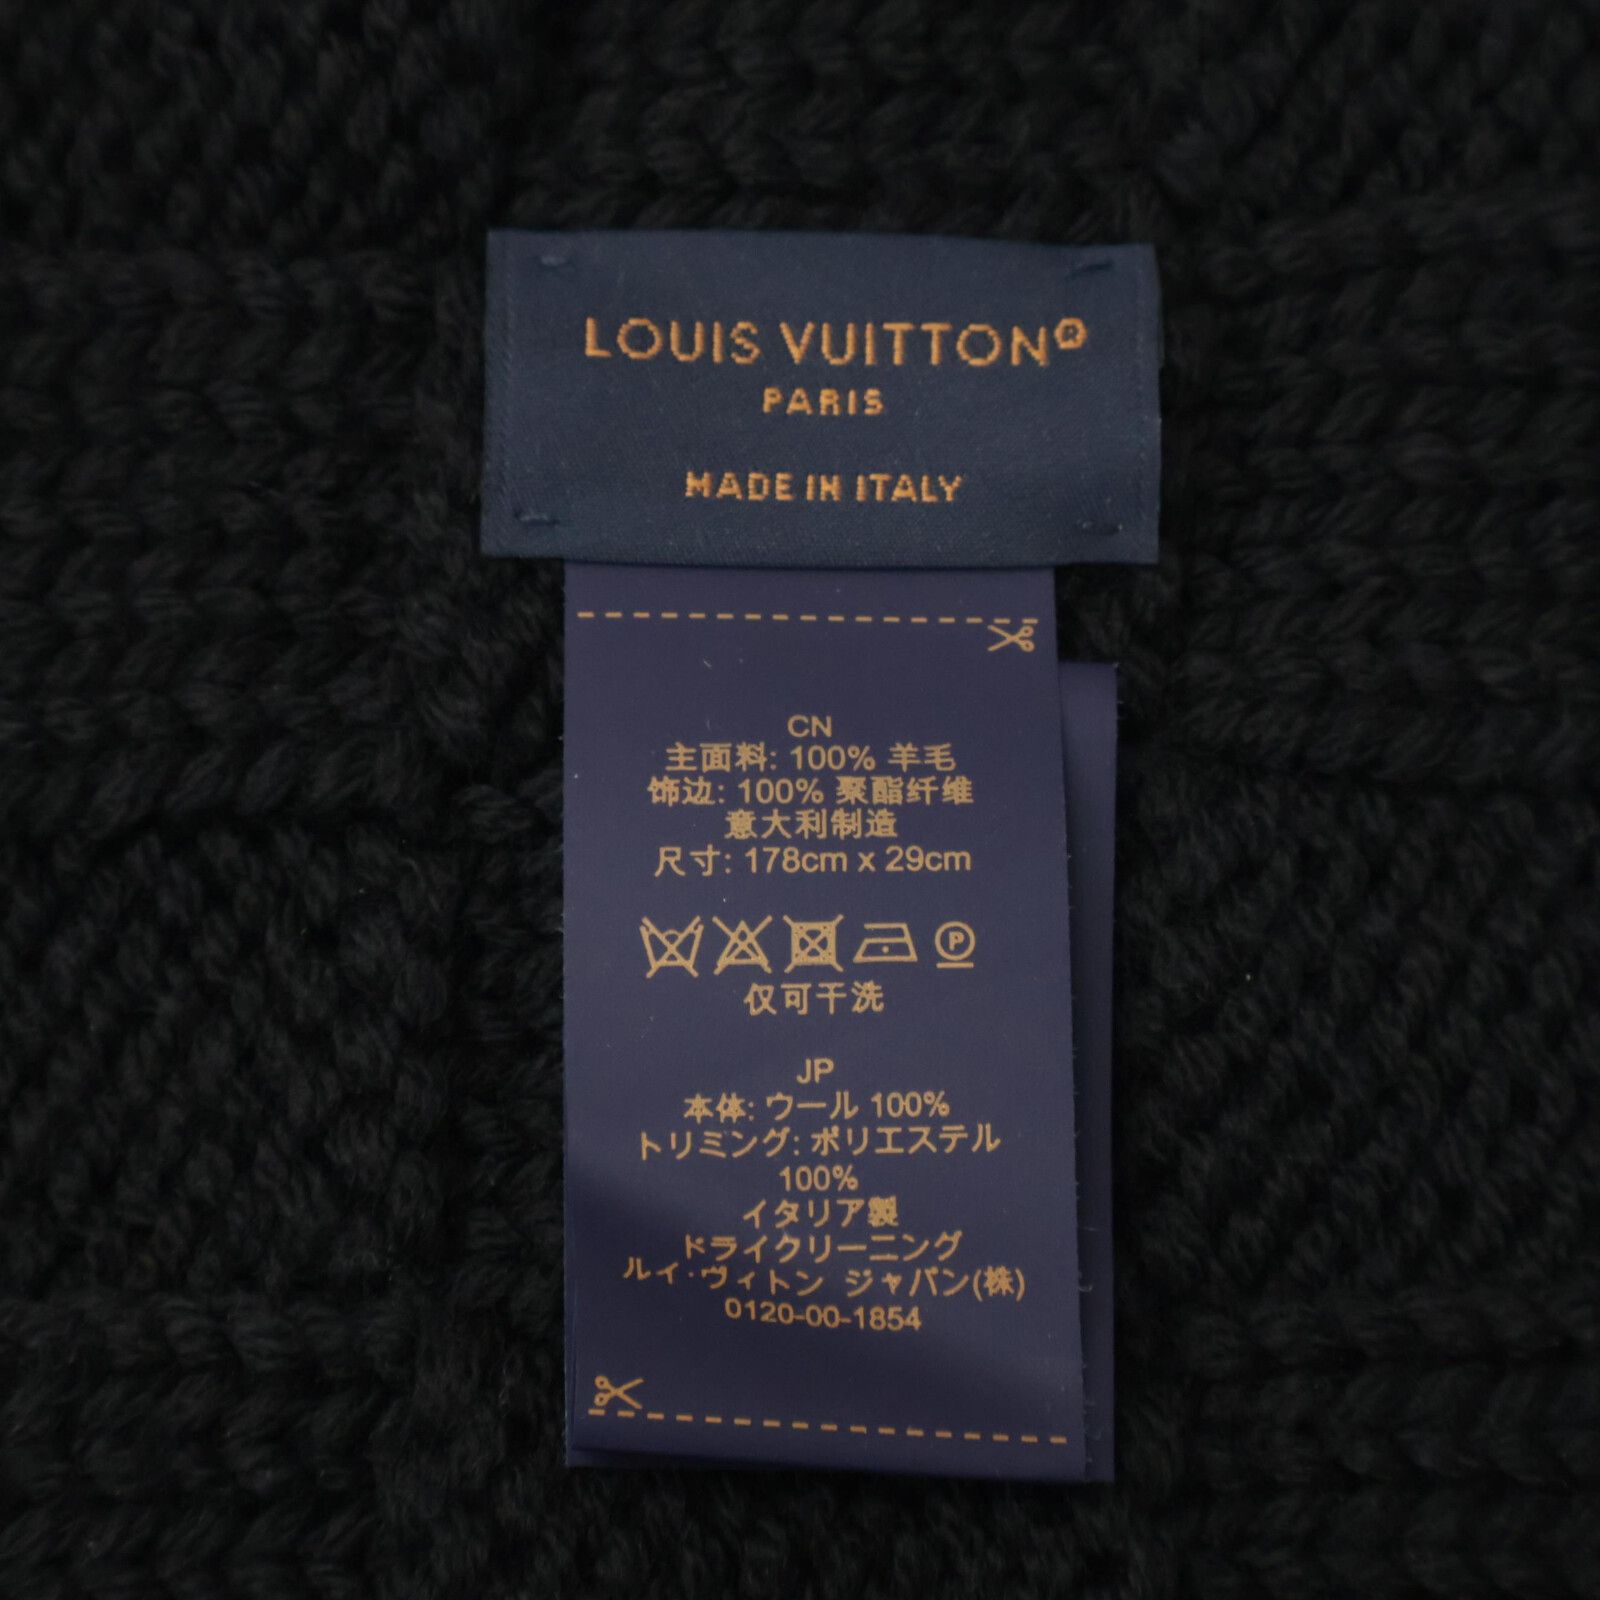 LOUIS VUITTON®
PARIS
MADE IN ITALY
CN
主面料: 100% 羊毛
饰边: 100% 聚酯纤维
意大利制造
尺寸: 178cm x 29cm
P
仅可干洗
JP
本体: ウール 100%
トリミング: ポリエステル
100%
イタリア製
ドライクリーニング
ルイ・ヴィトン ジャパン(株)
0120-00-1854